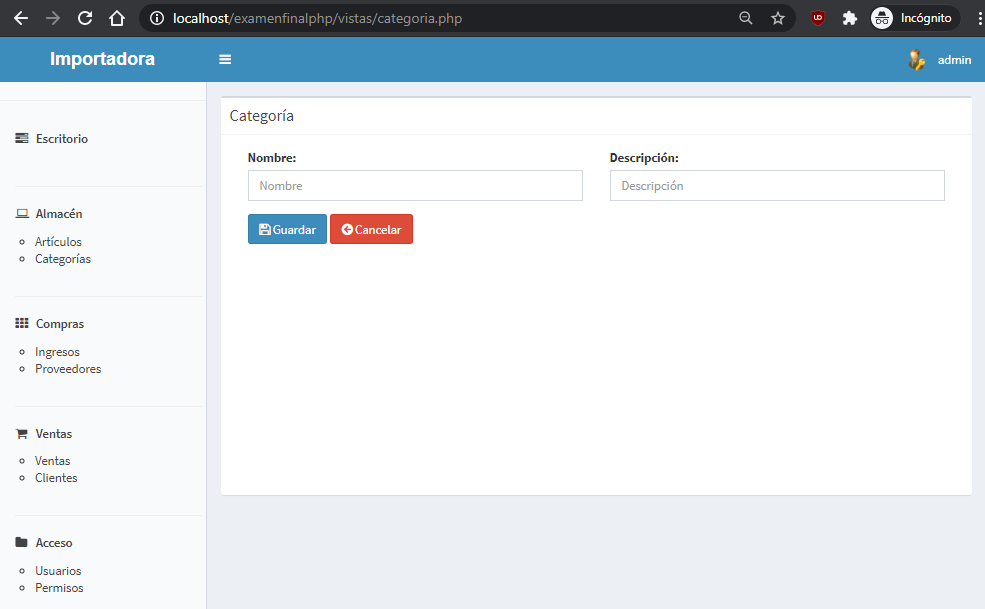 localhost/examenfinalphp/vistas/categoria.php
Incógnito
Importadora
admin
Escritorio
Almacén
Artículos
Categorías
Compras
Ingresos
Proveedores
Ventas
Ventas
Clientes
Acceso
Usuarios
Permisos
Categoría
Nombre:
Descripción:
Nombre
Descripción
Guardar
Cancelar